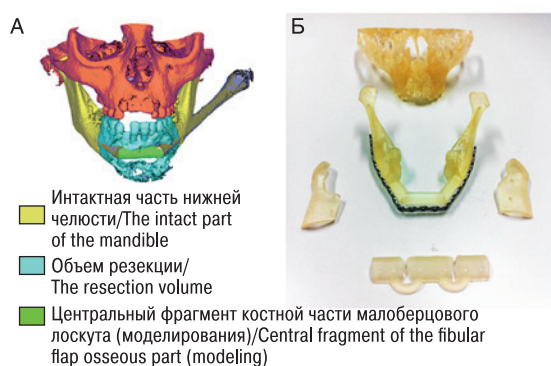 А
Б
Интактная часть нижней
челюсти/The intact part
of the mandible
Объем резекции/
The resection volume
Центральный фрагмент костной части малоберцового
лоскута (моделирования)/Central fragment of the fibular
flap osseous part (modeling)